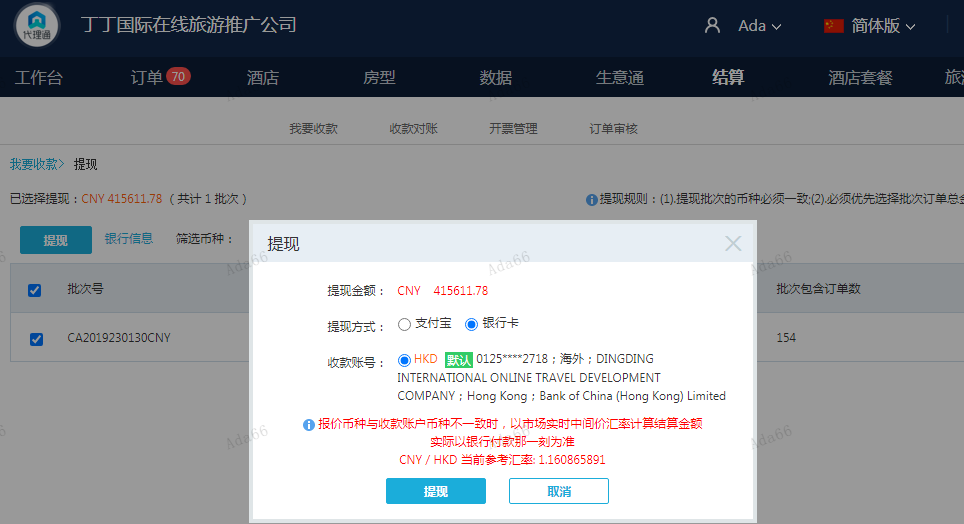 代理通
丁丁国际在线旅游推广公司
Ada
简体版
工作台
订单 70
酒店
房型
数据
生意通
结算
酒店套餐
我要收款
收款对账
开票管理
订单审核
我要收款> 提现
已选择提现：CNY 415611.78 （ 共计 1 批次 ）
提现规则：(1).提现批次的币种必须一致;(2).必须优先选择批次订单总
提现
银行信息
筛选币种：
批次号
批次包含订单数
CA2019230130CNY
154
提现
提现金额： CNY 415611.78
提现方式： 支付宝 银行卡
收款账号： HKD 默认 0125****2718；海外；DINGDING
INTERNATIONAL ONLINE TRAVEL DEVELOPMENT
COMPANY；Hong Kong；Bank of China (Hong Kong) Limited
报价币种与收款账户币种不一致时，以市场实时中间价汇率计算结算金额
实际以银行付款那一刻为准
CNY / HKD 当前参考汇率: 1.160865891
提现
取消
Ada66
Ada66
Ada66
Ada66